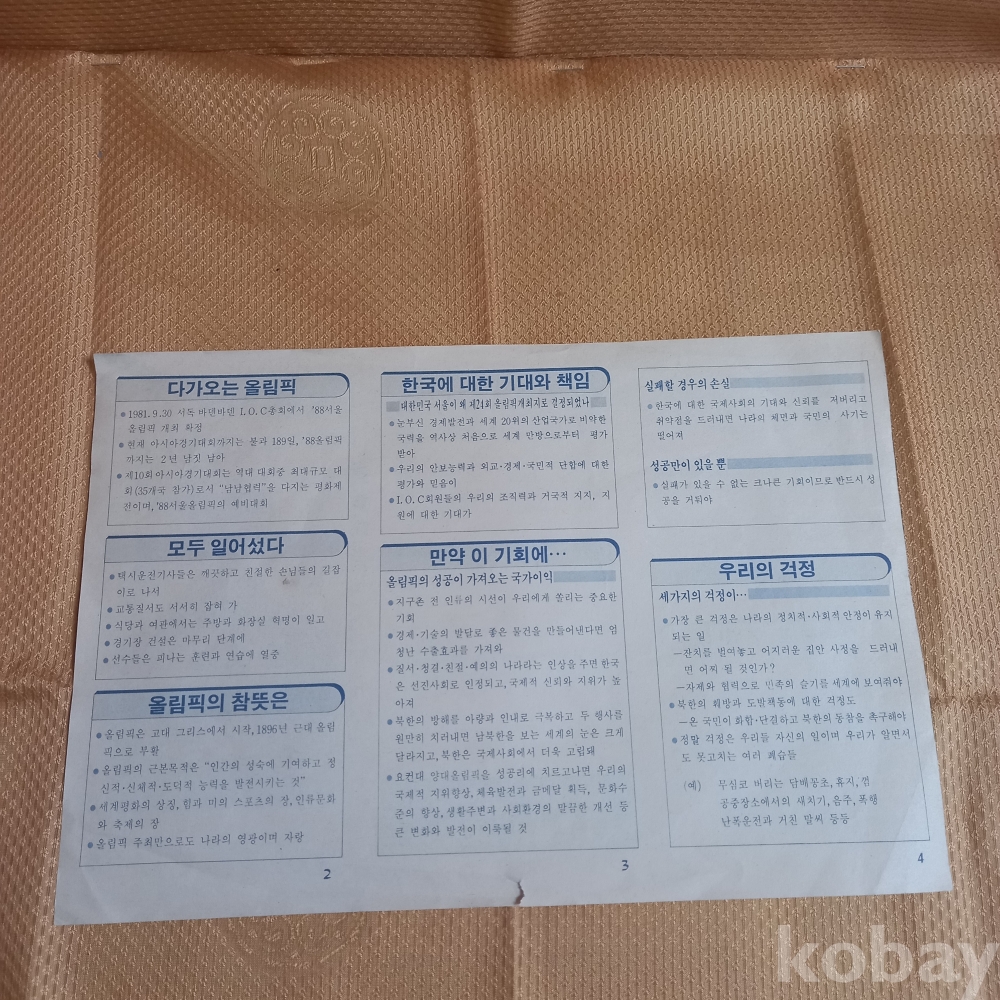 다가오는 올림픽
● 1981.9.30 서독 바덴바덴 I.O.C총회에서 '88서울
올림픽 개최 확정
● 현재 아시아경기대회까지는 불과 189일, '88올림픽
까지는 2년 남짓 남아
● 제10회 아시아경기대회는 역대 대회중 최대규모 대
회(35개국 참가)로서 "남남협력"을 다지는 평화제
전이며, '88서울올림픽의 예비대회
모두 일어섰다
● 택시운전기사들은 깨끗하고 친절한 손님들의 길잡
이로 나서
● 교통질서도 서서히 잡혀 가
● 식당과 여관에서는 주방과 화장실 혁명이 일고
● 경기장 건설은 마무리 단계에
● 선수들은 피나는 훈련과 연습에 열중
올림픽의 참뜻은
● 올림픽은 고대 그리스에서 시작, 1896년 근대 올림
픽으로 부활
● 올림픽의 근본목적은 "인간의 성숙에 기여하고 정
신적·신체적·도덕적 능력을 발전시키는 것"
● 세계평화의 상징, 힘과 미의 스포츠의 장, 인류문화
와 축제의 장
● 올림픽 주최만으로도 나라의 영광이며 자랑
2
한국에 대한 기대와 책임
대한민국 서울이 왜 제24회 올림픽개최지로 결정되었나
● 눈부신 경제발전과 세계 20위의 산업국가로 비약한
국력을 역사상 처음으로 세계 만방으로부터 평가
받아
● 우리의 안보능력과 외교·경제·국민적 단합에 대한
평가와 믿음이
● I.O.C회원들의 우리의 조직력과 거국적 지지, 지
원에 대한 기대가
만약 이 기회에…
올림픽의 성공이 가져오는 국가이익
● 지구촌 전 인류의 시선이 우리에게 쏠리는 중요한
기회
● 경제·기술의 발달로 좋은 물건을 만들어낸다면 엄
청난 수출효과를 가져와
● 질서·청결·친절·예의의 나라라는 인상을 주면 한국
은 선진사회로 인정되고, 국제적 신뢰와 지위가 높
아져
● 북한의 방해를 아량과 인내로 극복하고 두 행사를
원만히 치러내면 남북한을 보는 세계의 눈은 크게
달라지고, 북한은 국제사회에서 더욱 고립돼
● 요컨대 양대올림픽을 성공리에 치르고나면 우리의
국제적 지위향상, 체육발전과 금메달 획득, 문화수
준의 향상, 생활주변과 사회환경의 말끔한 개선 등
큰 변화와 발전이 이룩될 것
3
실패할 경우의 손실
● 한국에 대한 국제사회의 기대와 신뢰를 저버리고
취약점을 드러내면 나라의 체면과 국민의 사기는
떨어져
성공만이 있을 뿐
● 실패가 있을 수 없는 크나큰 기회이므로 반드시 성
공을 거둬야
우리의 걱정
세가지의 걱정이…
● 가장 큰 걱정은 나라의 정치적·사회적 안정이 유지
되는 일
—잔치를 벌여놓고 어지러운 집안 사정을 드러내
면 어찌 될 것인가?
—자제와 협력으로 민족의 슬기를 세계에 보여줘야
● 북한의 훼방과 도발책동에 대한 걱정도
—온 국민이 화합·단결하고 북한의 동참을 촉구해야
● 정말 걱정은 우리들 자신의 일이며 우리가 알면서
도 못고치는 여러 폐습들
(예) 무심코 버리는 담배꽁초, 휴지, 껌
공중장소에서의 새치기, 음주, 폭행
난폭운전과 거친 말씨 등등
4
kobay